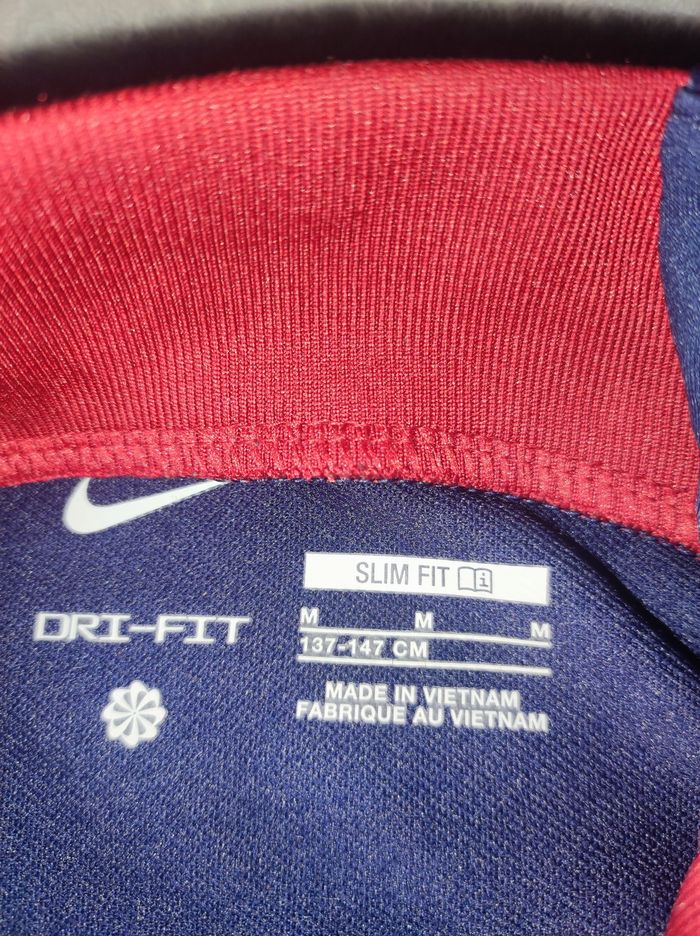 SLIM FIT
DRI-FIT
M M M
137-147 CM
MADE IN VIETNAM
FABRIQUE AU VIETNAM